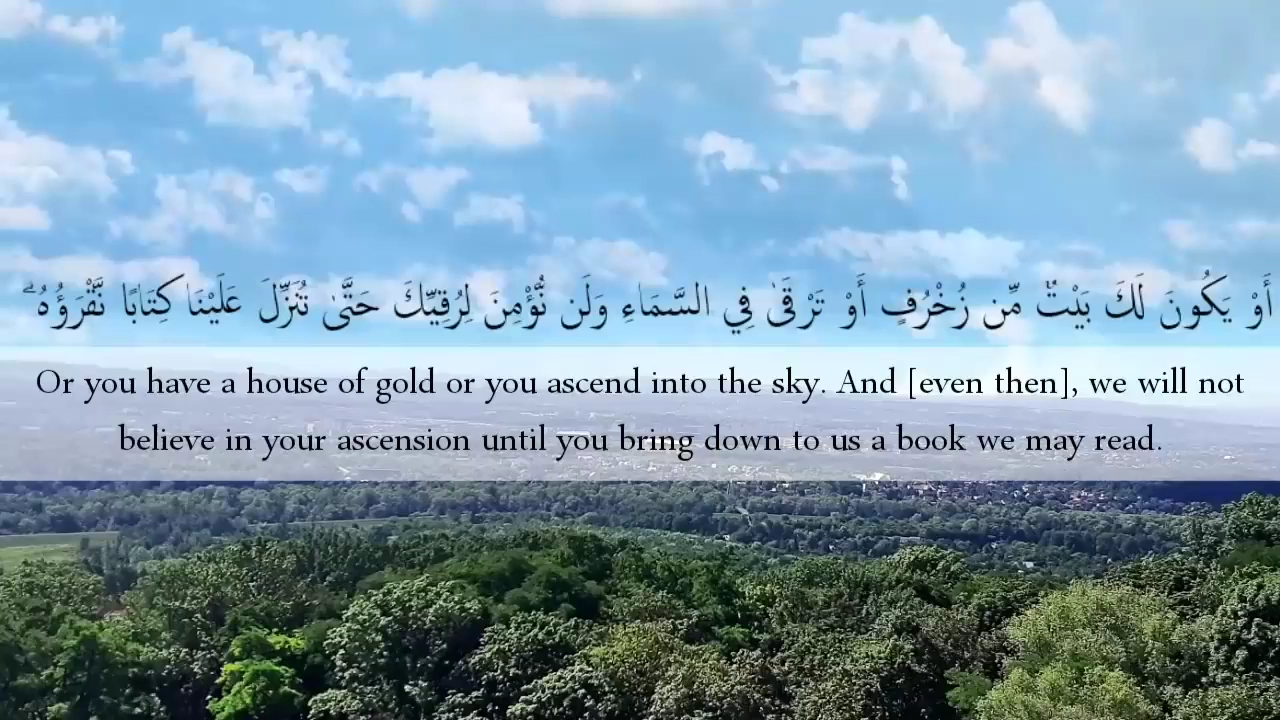 أَوْ يَكُونَ لَكَ بَيْتٌ مِّن زُخْرُفٍ أَوْ تَرْقَىٰ فِي السَّمَاءِ وَلَن نُّؤْمِنَ لِرُقِيِّكَ حَتَّىٰ تُنَزِّلَ عَلَيْنَا كِتَابًا نَّقْرَؤُهُ ۗ
Or you have a house of gold or you ascend into the sky. And [even then], we will not
believe in your ascension until you bring down to us a book we may read.